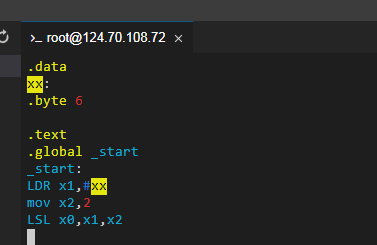 >_ root@124.70.108.72 ×
.data
xx:
.byte 6
.text
.global _start
_start:
LDR x1,#xx
mov x2,2
LSL x0,x1,x2